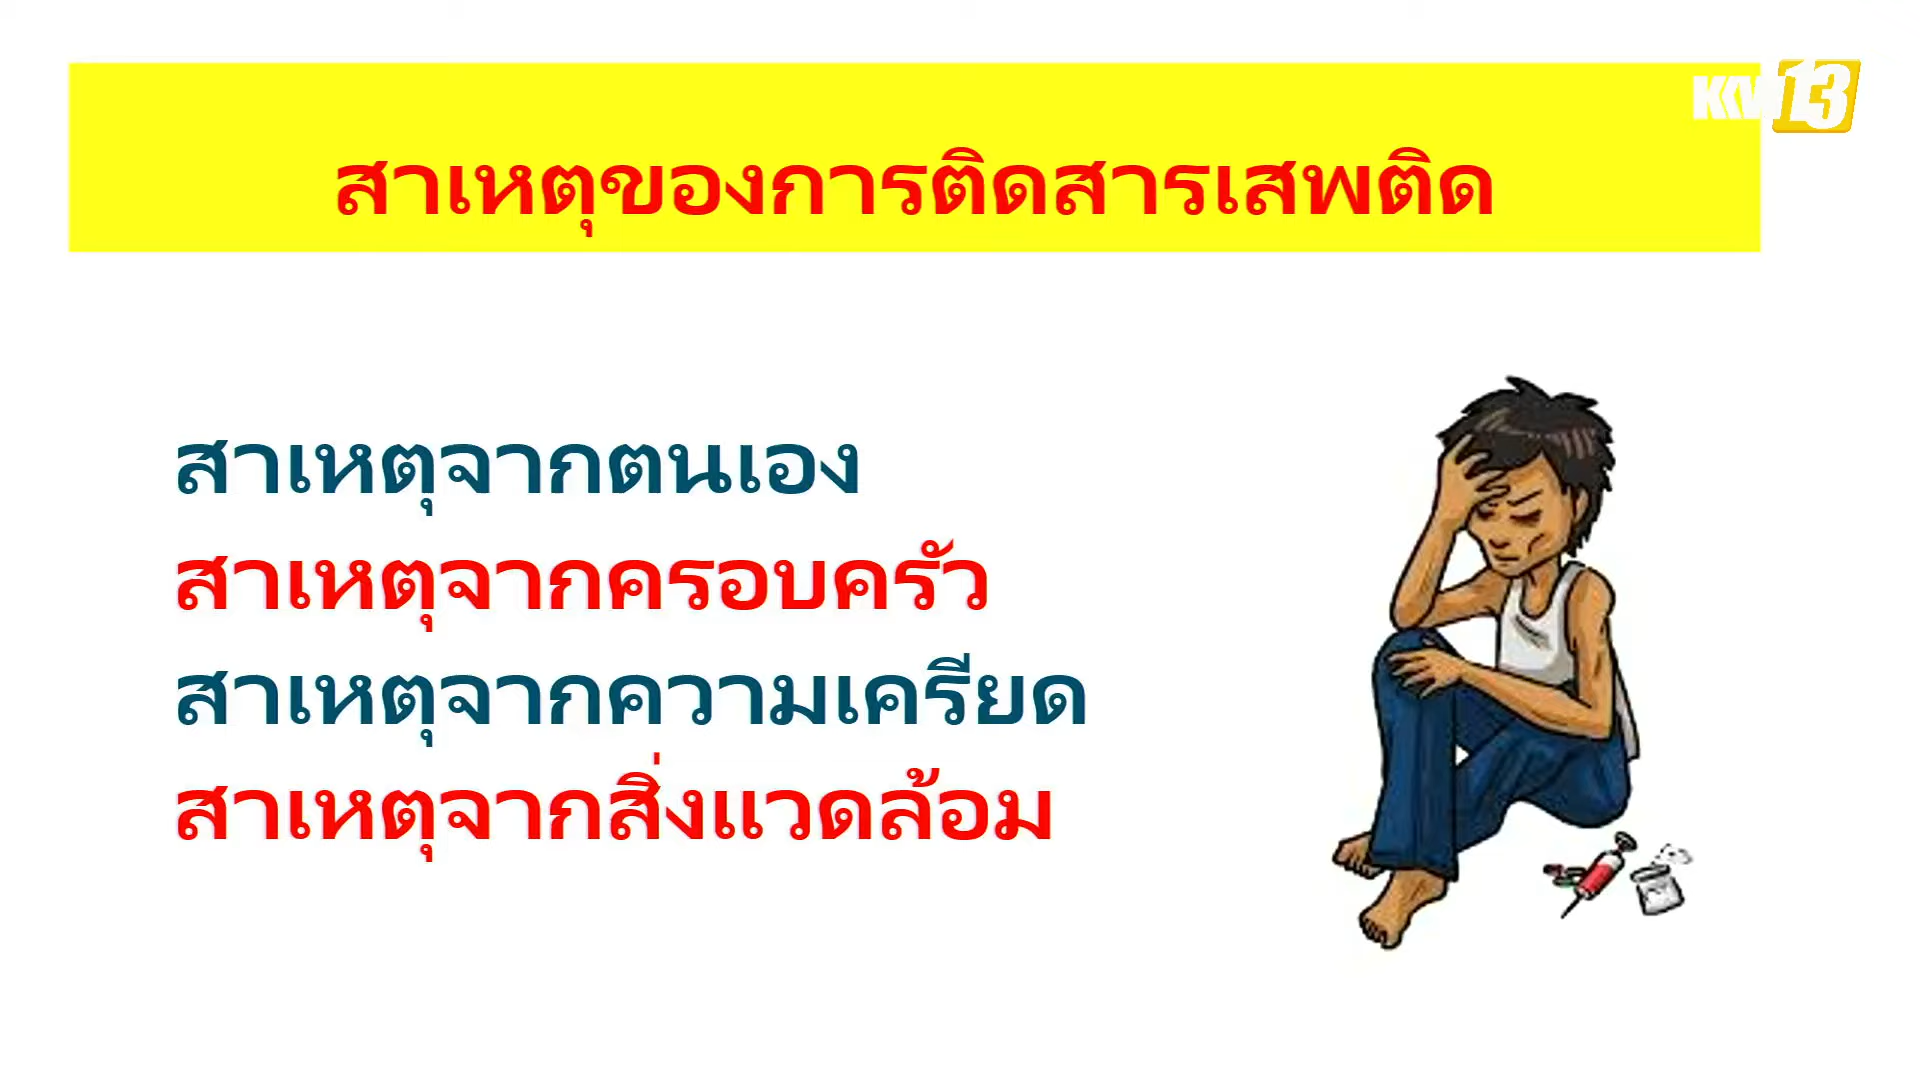 สาเหตุของการติดสารเสพติด
สาเหตุจากตนเอง
สาเหตุจากครอบครัว
สาเหตุจากความเครียด
สาเหตุจากสิ่งแวดล้อม